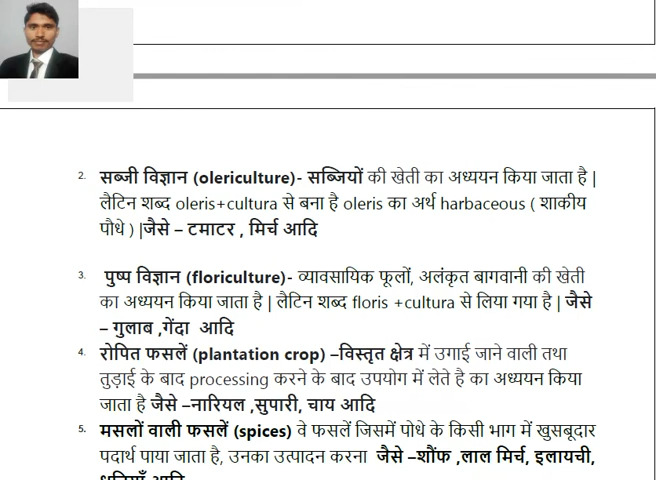 2. सब्जी विज्ञान (olericulture)- सब्जियों की खेती का अध्ययन किया जाता है |
लैटिन शब्द oleris+cultura से बना है oleris का अर्थ harbaceous ( शाकीय
पौधे ) |जैसे – टमाटर , मिर्च आदि
3. पुष्प विज्ञान (floriculture)- व्यावसायिक फूलों, अलंकृत बागवानी की खेती
का अध्ययन किया जाता है | लैटिन शब्द floris +cultura से लिया गया है | जैसे
– गुलाब ,गेंदा आदि
4. रोपित फसलें (plantation crop) –विस्तृत क्षेत्र में उगाई जाने वाली तथा
तुड़ाई के बाद processing करने के बाद उपयोग में लेते है का अध्ययन किया
जाता है जैसे –नारियल ,सुपारी, चाय आदि
5. मसलों वाली फसलें (spices) वे फसलें जिसमें पोधे के किसी भाग में खुसबूदार
पदार्थ पाया जाता है, उनका उत्पादन करना जैसे –शौंफ ,लाल मिर्च, इलायची,